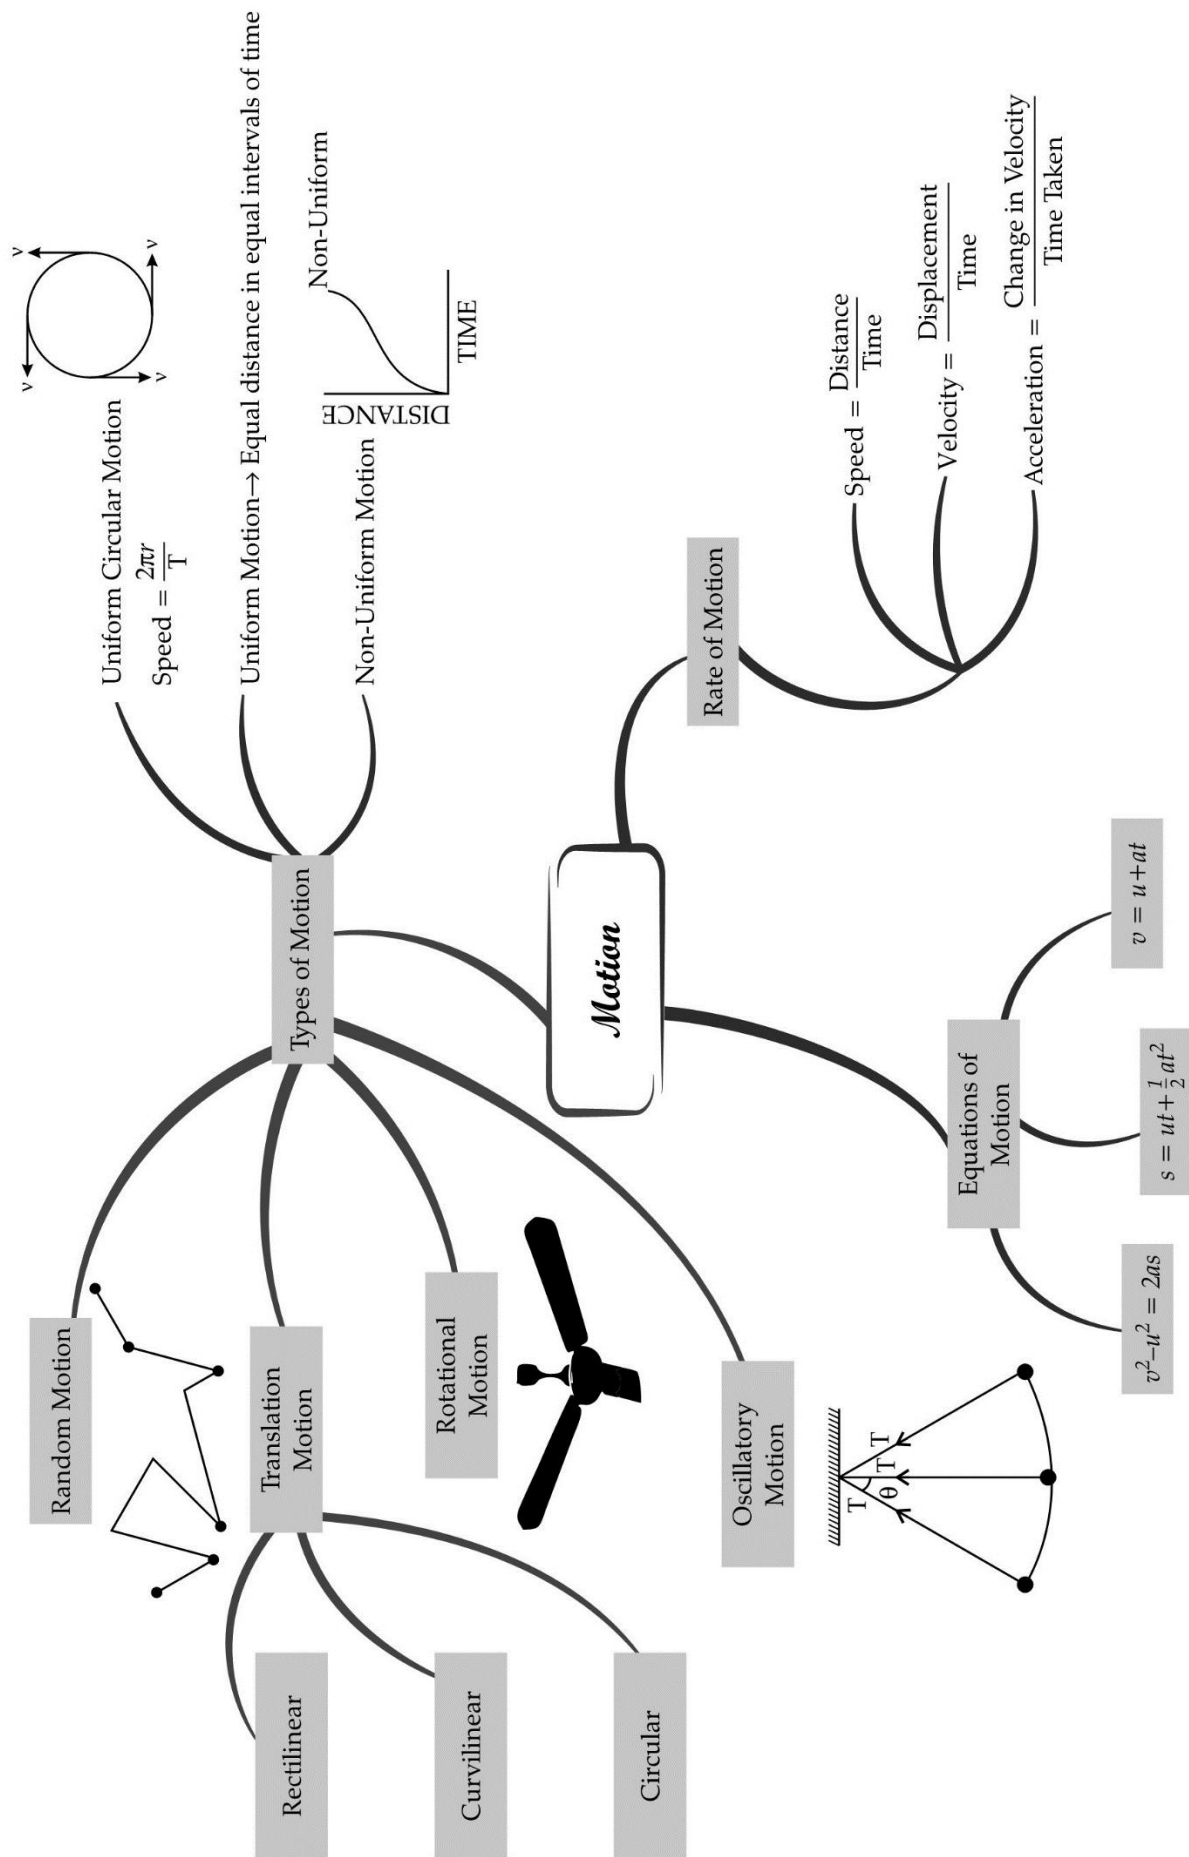 Random Motion
Translation
Motion
Rectilinear
Curvilinear
Circular
Rotational
Motion
Oscillatory
Motion
T
T
T
θ
Types of Motion
Uniform Circular Motion
Speed = 2πr/T
v
v
v
v
Uniform Motion→ Equal distance in equal intervals of time
Non-Uniform Motion
DISTANCE
TIME
Non-Uniform
Motion
Rate of Motion
Speed = Distance/Time
Velocity = Displacement/Time
Acceleration = Change in Velocity/Time Taken
Equations of
Motion
v²–u² = 2as
s = ut+½at²
v = u+at